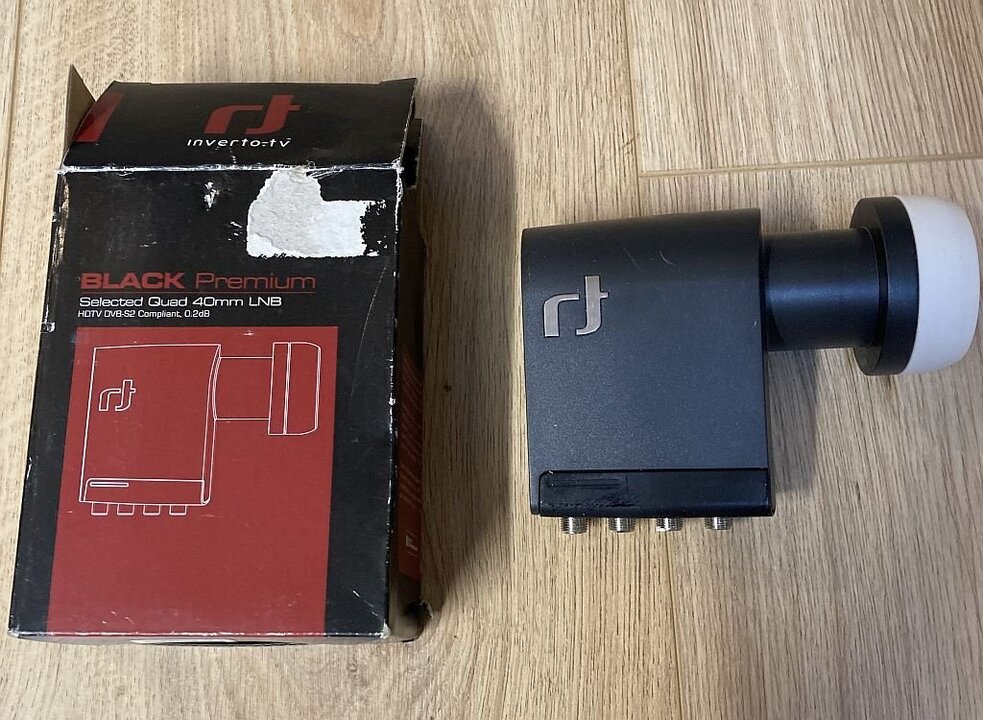 inverto.tv
BLACK Premium
Selected Quad 40mm LNB
HDTV DVB-S2 Compliant, 0.2dB